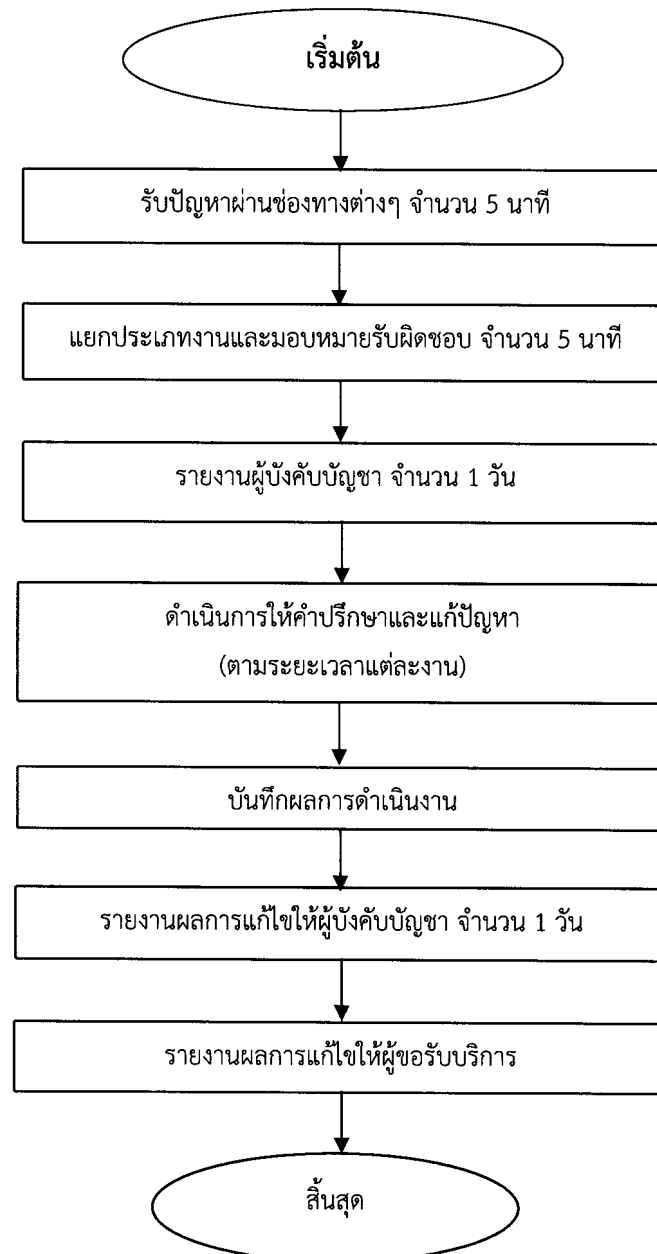 เริ่มต้น
รับปัญหาผ่านช่องทางต่างๆ จำนวน 5 นาที
แยกประเภทงานและมอบหมายรับผิดชอบ จำนวน 5 นาที
รายงานผู้บังคับบัญชา จำนวน 1 วัน
ดำเนินการให้คำปรึกษาและแก้ปัญหา
(ตามระยะเวลาแต่ละงาน)
บันทึกผลการดำเนินงาน
รายงานผลการแก้ไขให้ผู้บังคับบัญชา จำนวน 1 วัน
รายงานผลการแก้ไขให้ผู้ขอรับบริการ
สิ้นสุด